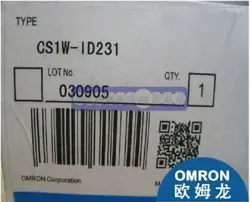 TYPE
CS1W-ID231
LOT No.
QTY.
030905
1
OMRON Corporation
OMRON
欧姆龙